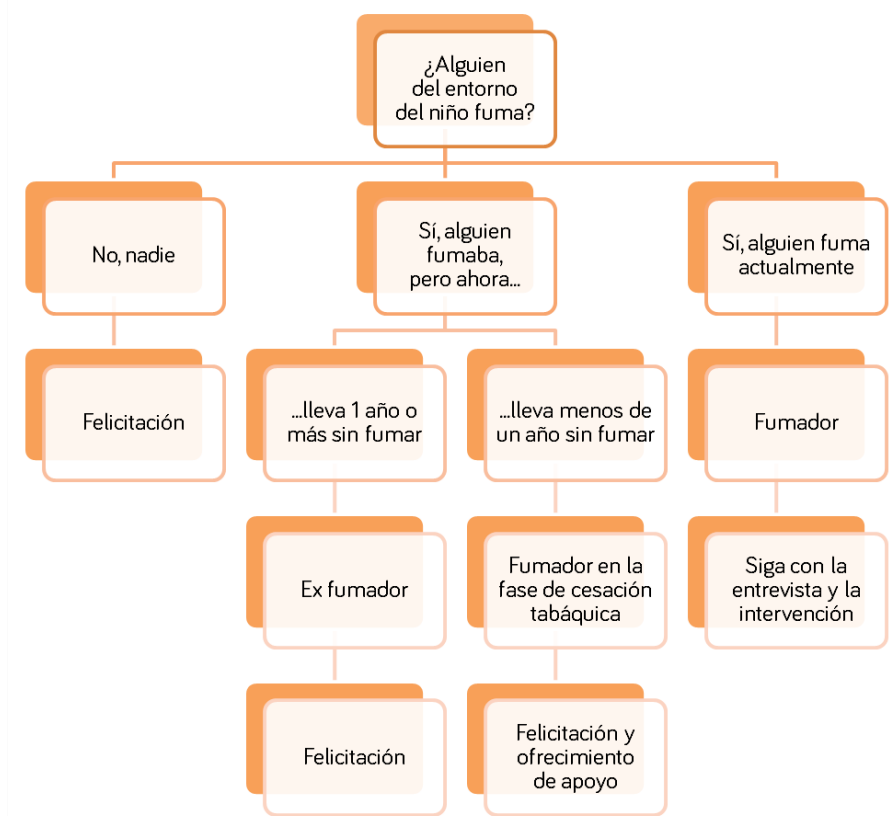 ¿Alguien
del entorno
del niño fuma?
No, nadie
Sí, alguien
fumaba,
pero ahora...
Sí, alguien fuma
actualmente
Felicitación
...lleva 1 año o
más sin fumar
...lleva menos de
un año sin fumar
Fumador
Ex fumador
Fumador en la
fase de cesación
tabáquica
Siga con la
entrevista y la
intervención
Felicitación
Felicitación y
ofrecimiento
de apoyo